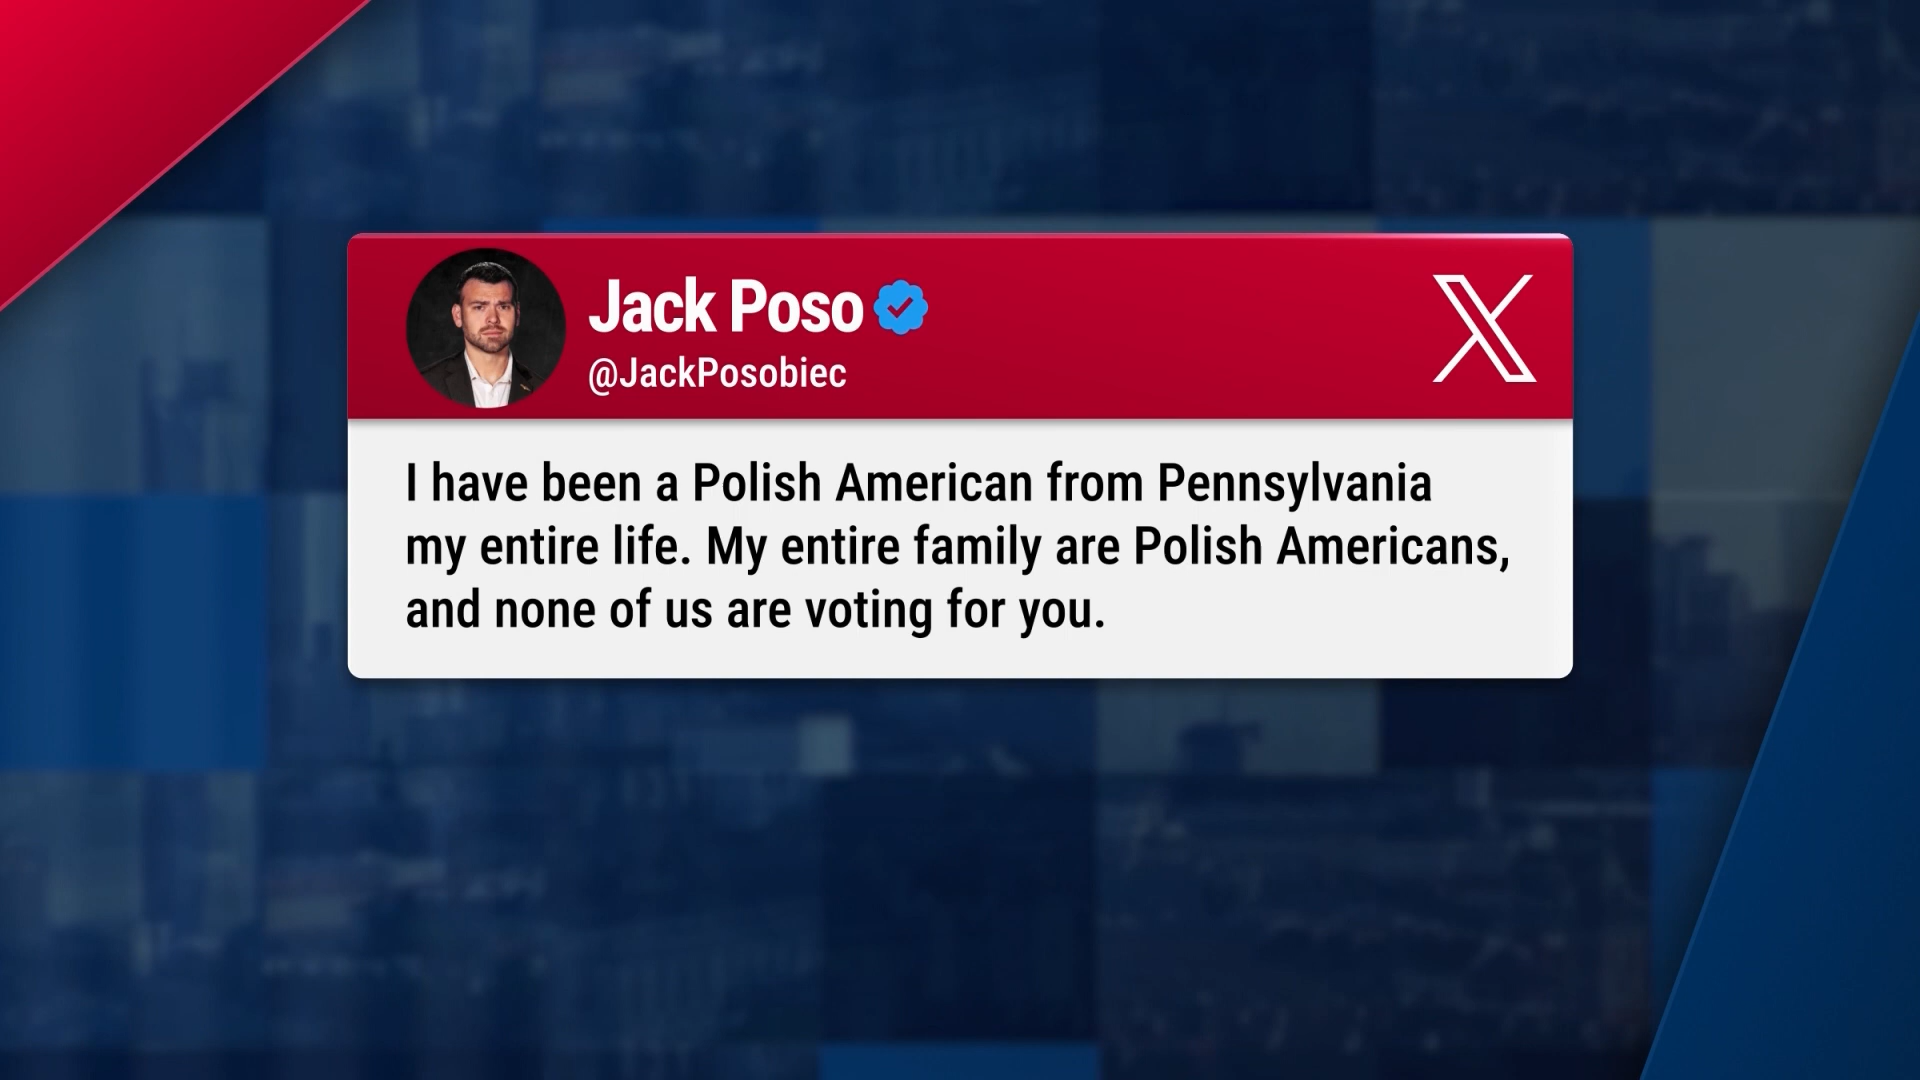 Jack Poso
@JackPosobiec
I have been a Polish American from Pennsylvania
my entire life. My entire family are Polish Americans,
and none of us are voting for you.